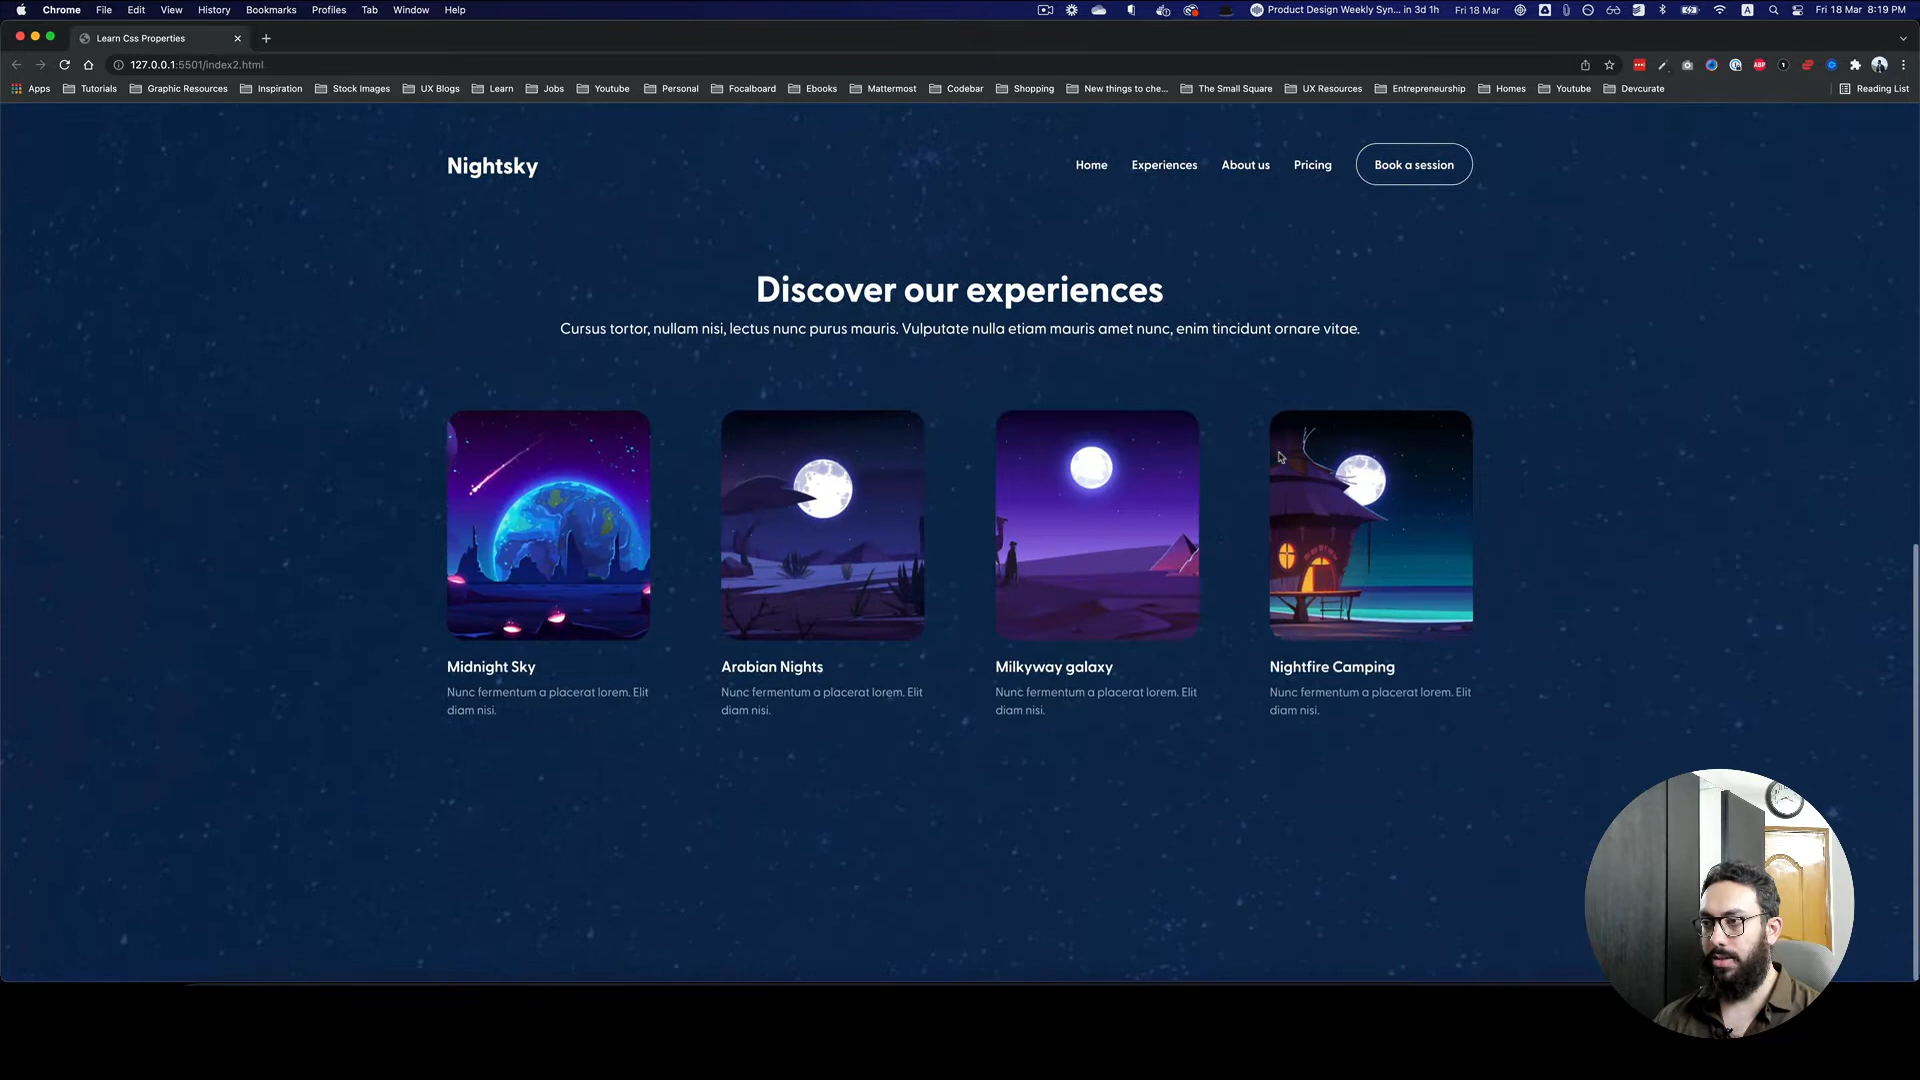 Chrome File Edit View History Bookmarks Profiles Tab Window Help Product Design Weekly Syn... in 3d 1h Fri 18 Mar A Fri 18 Mar 8:19 PM
Learn Css Properties
127.0.0.1:5501/index2.html ABP
Apps Tutorials Graphic Resources Inspiration Stock Images UX Blogs Learn Jobs Youtube Personal Focalboard Ebooks Mattermost Codebar Shopping New things to che... The Small Square UX Resources Entrepreneurship Homes Youtube Devcurate Reading List
Nightsky Home Experiences About us Pricing Book a session
Discover our experiences
Cursus tortor, nullam nisi, lectus nunc purus mauris. Vulputate nulla etiam mauris amet nunc, enim tincidunt ornare vitae.
Midnight Sky
Nunc fermentum a placerat lorem. Elit
diam nisi.
Arabian Nights
Nunc fermentum a placerat lorem. Elit
diam nisi.
Milkyway galaxy
Nunc fermentum a placerat lorem. Elit
diam nisi.
Nightfire Camping
Nunc fermentum a placerat lorem. Elit
diam nisi.